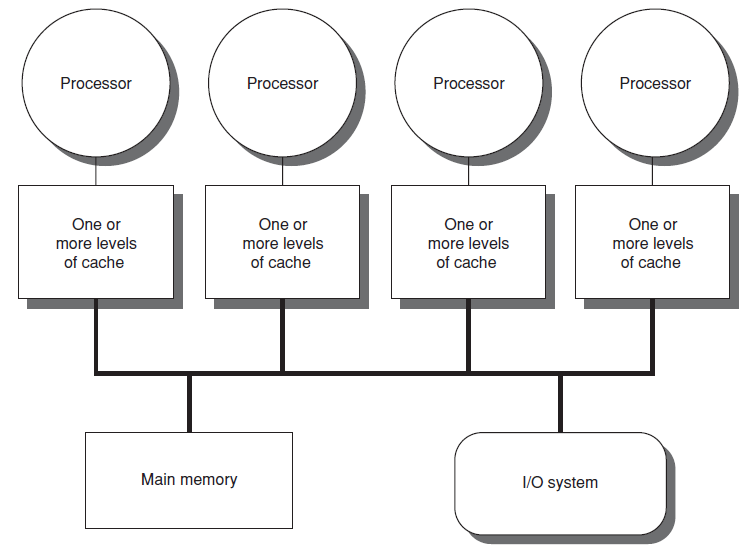 Processor
Processor
Processor
Processor
One or
more levels
of cache
One or
more levels
of cache
One or
more levels
of cache
One or
more levels
of cache
Main memory
I/O system